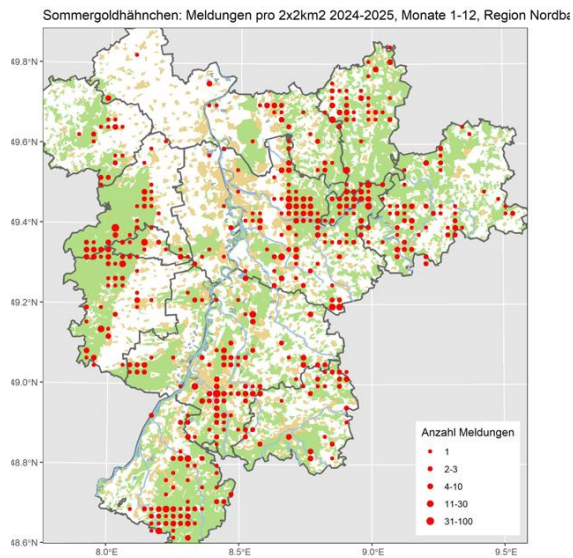 Sommergoldhähnchen: Meldungen pro 2x2km2 2024-2025, Monate 1-12, Region Nordba
49.8°N
49.6°N
49.4°N
49.2°N
49.0°N
48.8°N
48.6°N
Anzahl Meldungen
1
2-3
4-10
11-30
31-100
8.0°E
8.5°E
9.0°E
9.5°E